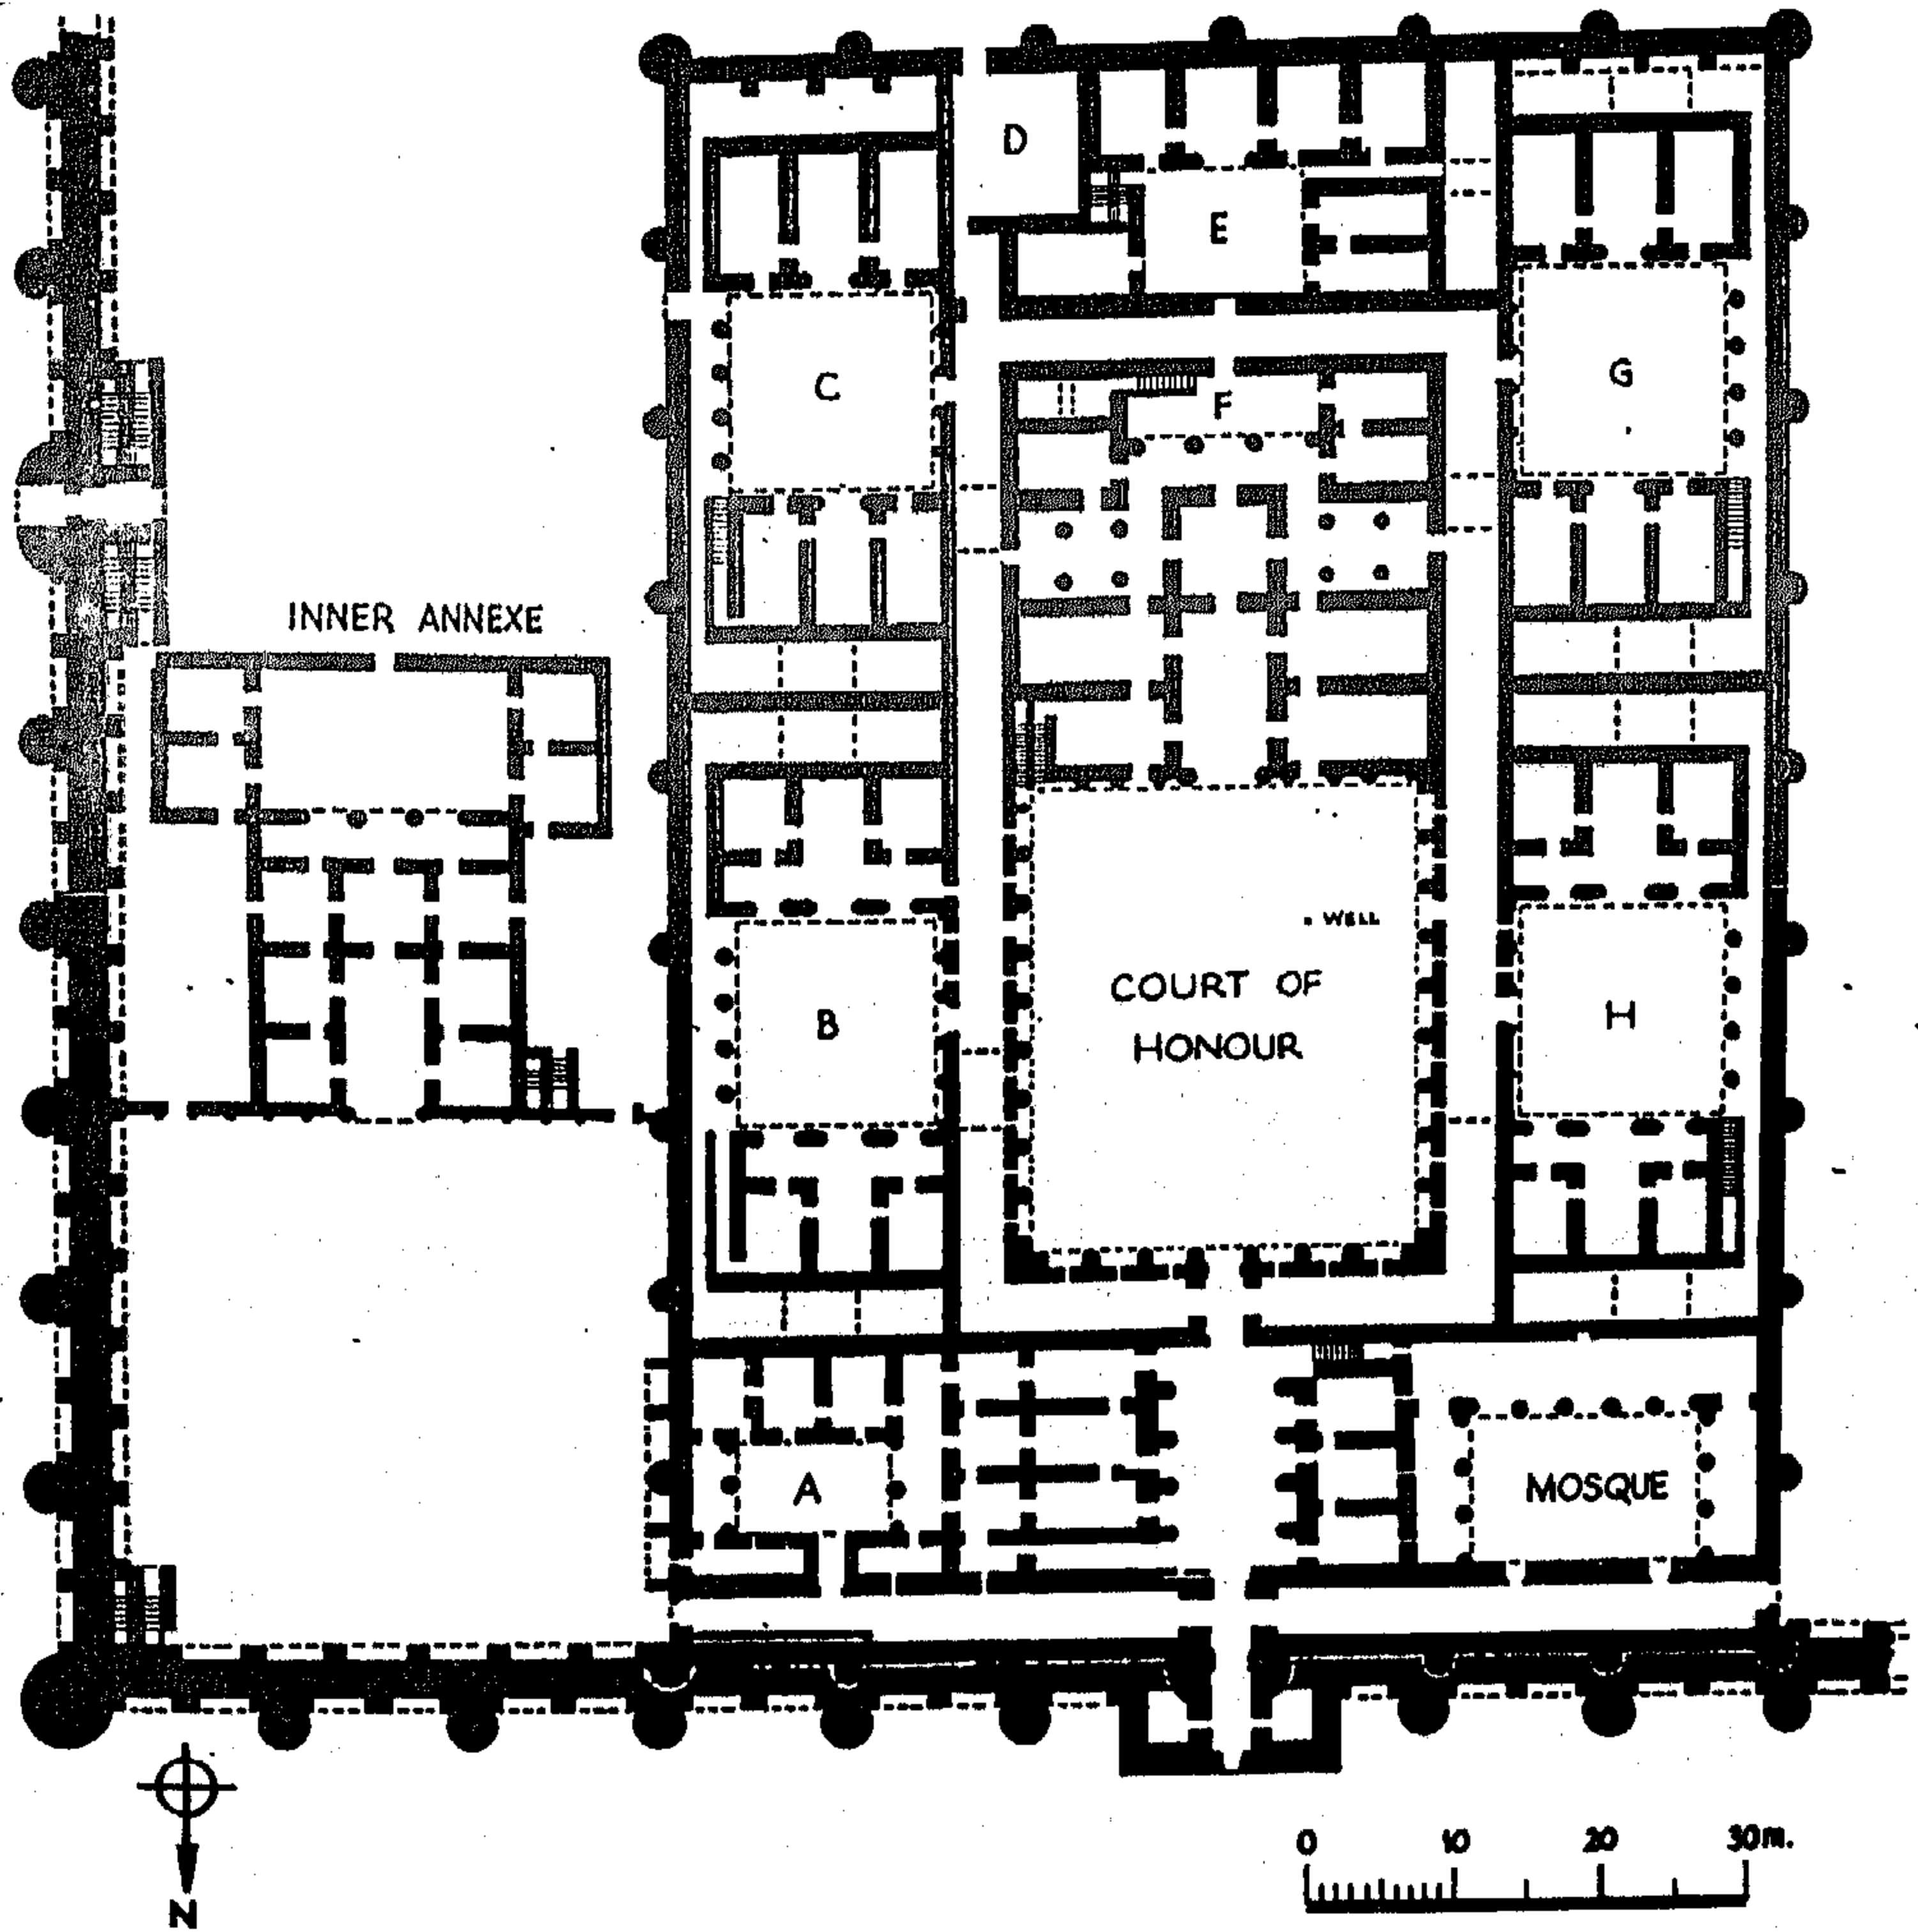 D
E
C
G
F
INNER ANNEXE
WELL
COURT OF
HONOUR
B
H
A
MOSQUE
N
0 10 20 30m.